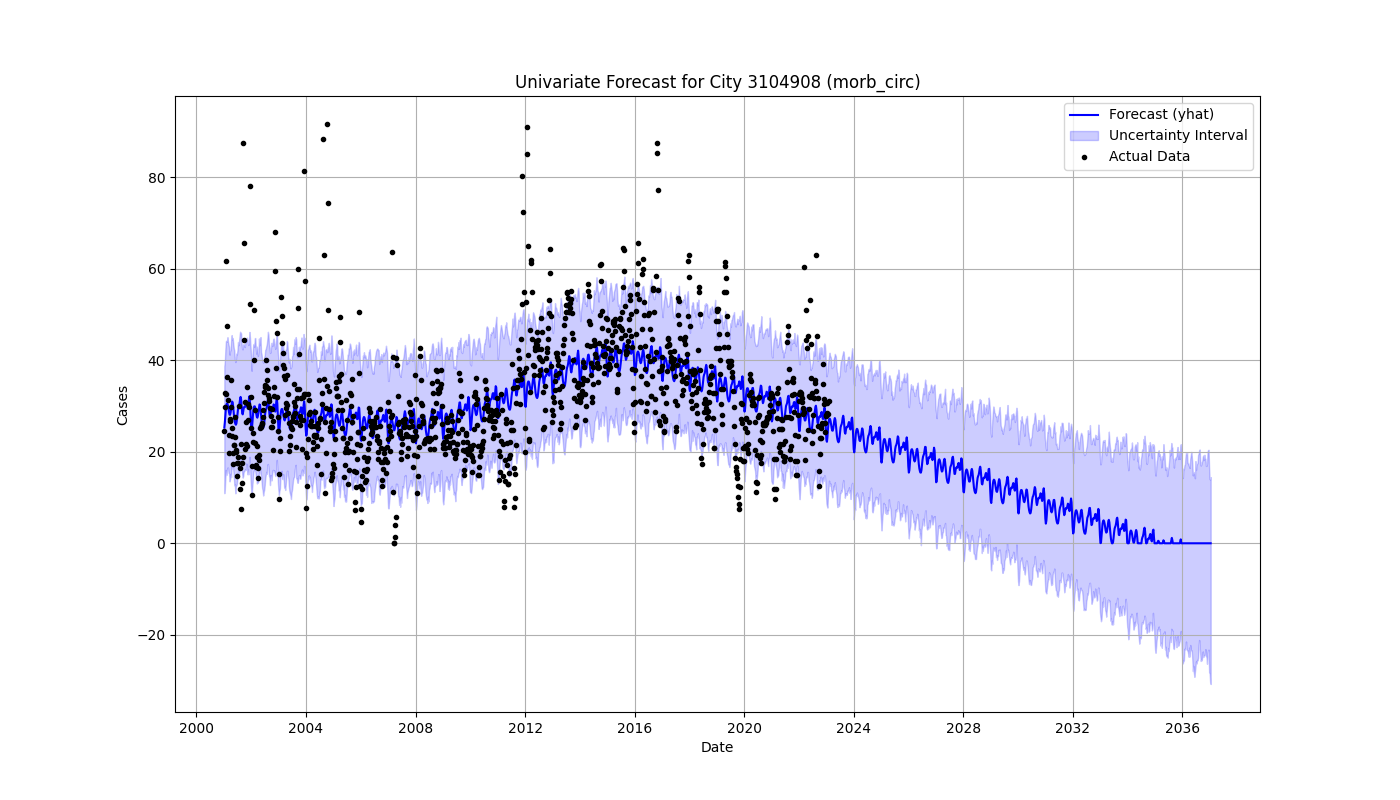 Univariate Forecast for City 3104908 (morb_circ)
Forecast (yhat)
Uncertainty Interval
Actual Data
Cases
80
60
40
20
0
−20
2000 2004 2008 2012 2016 2020 2024 2028 2032 2036
Date